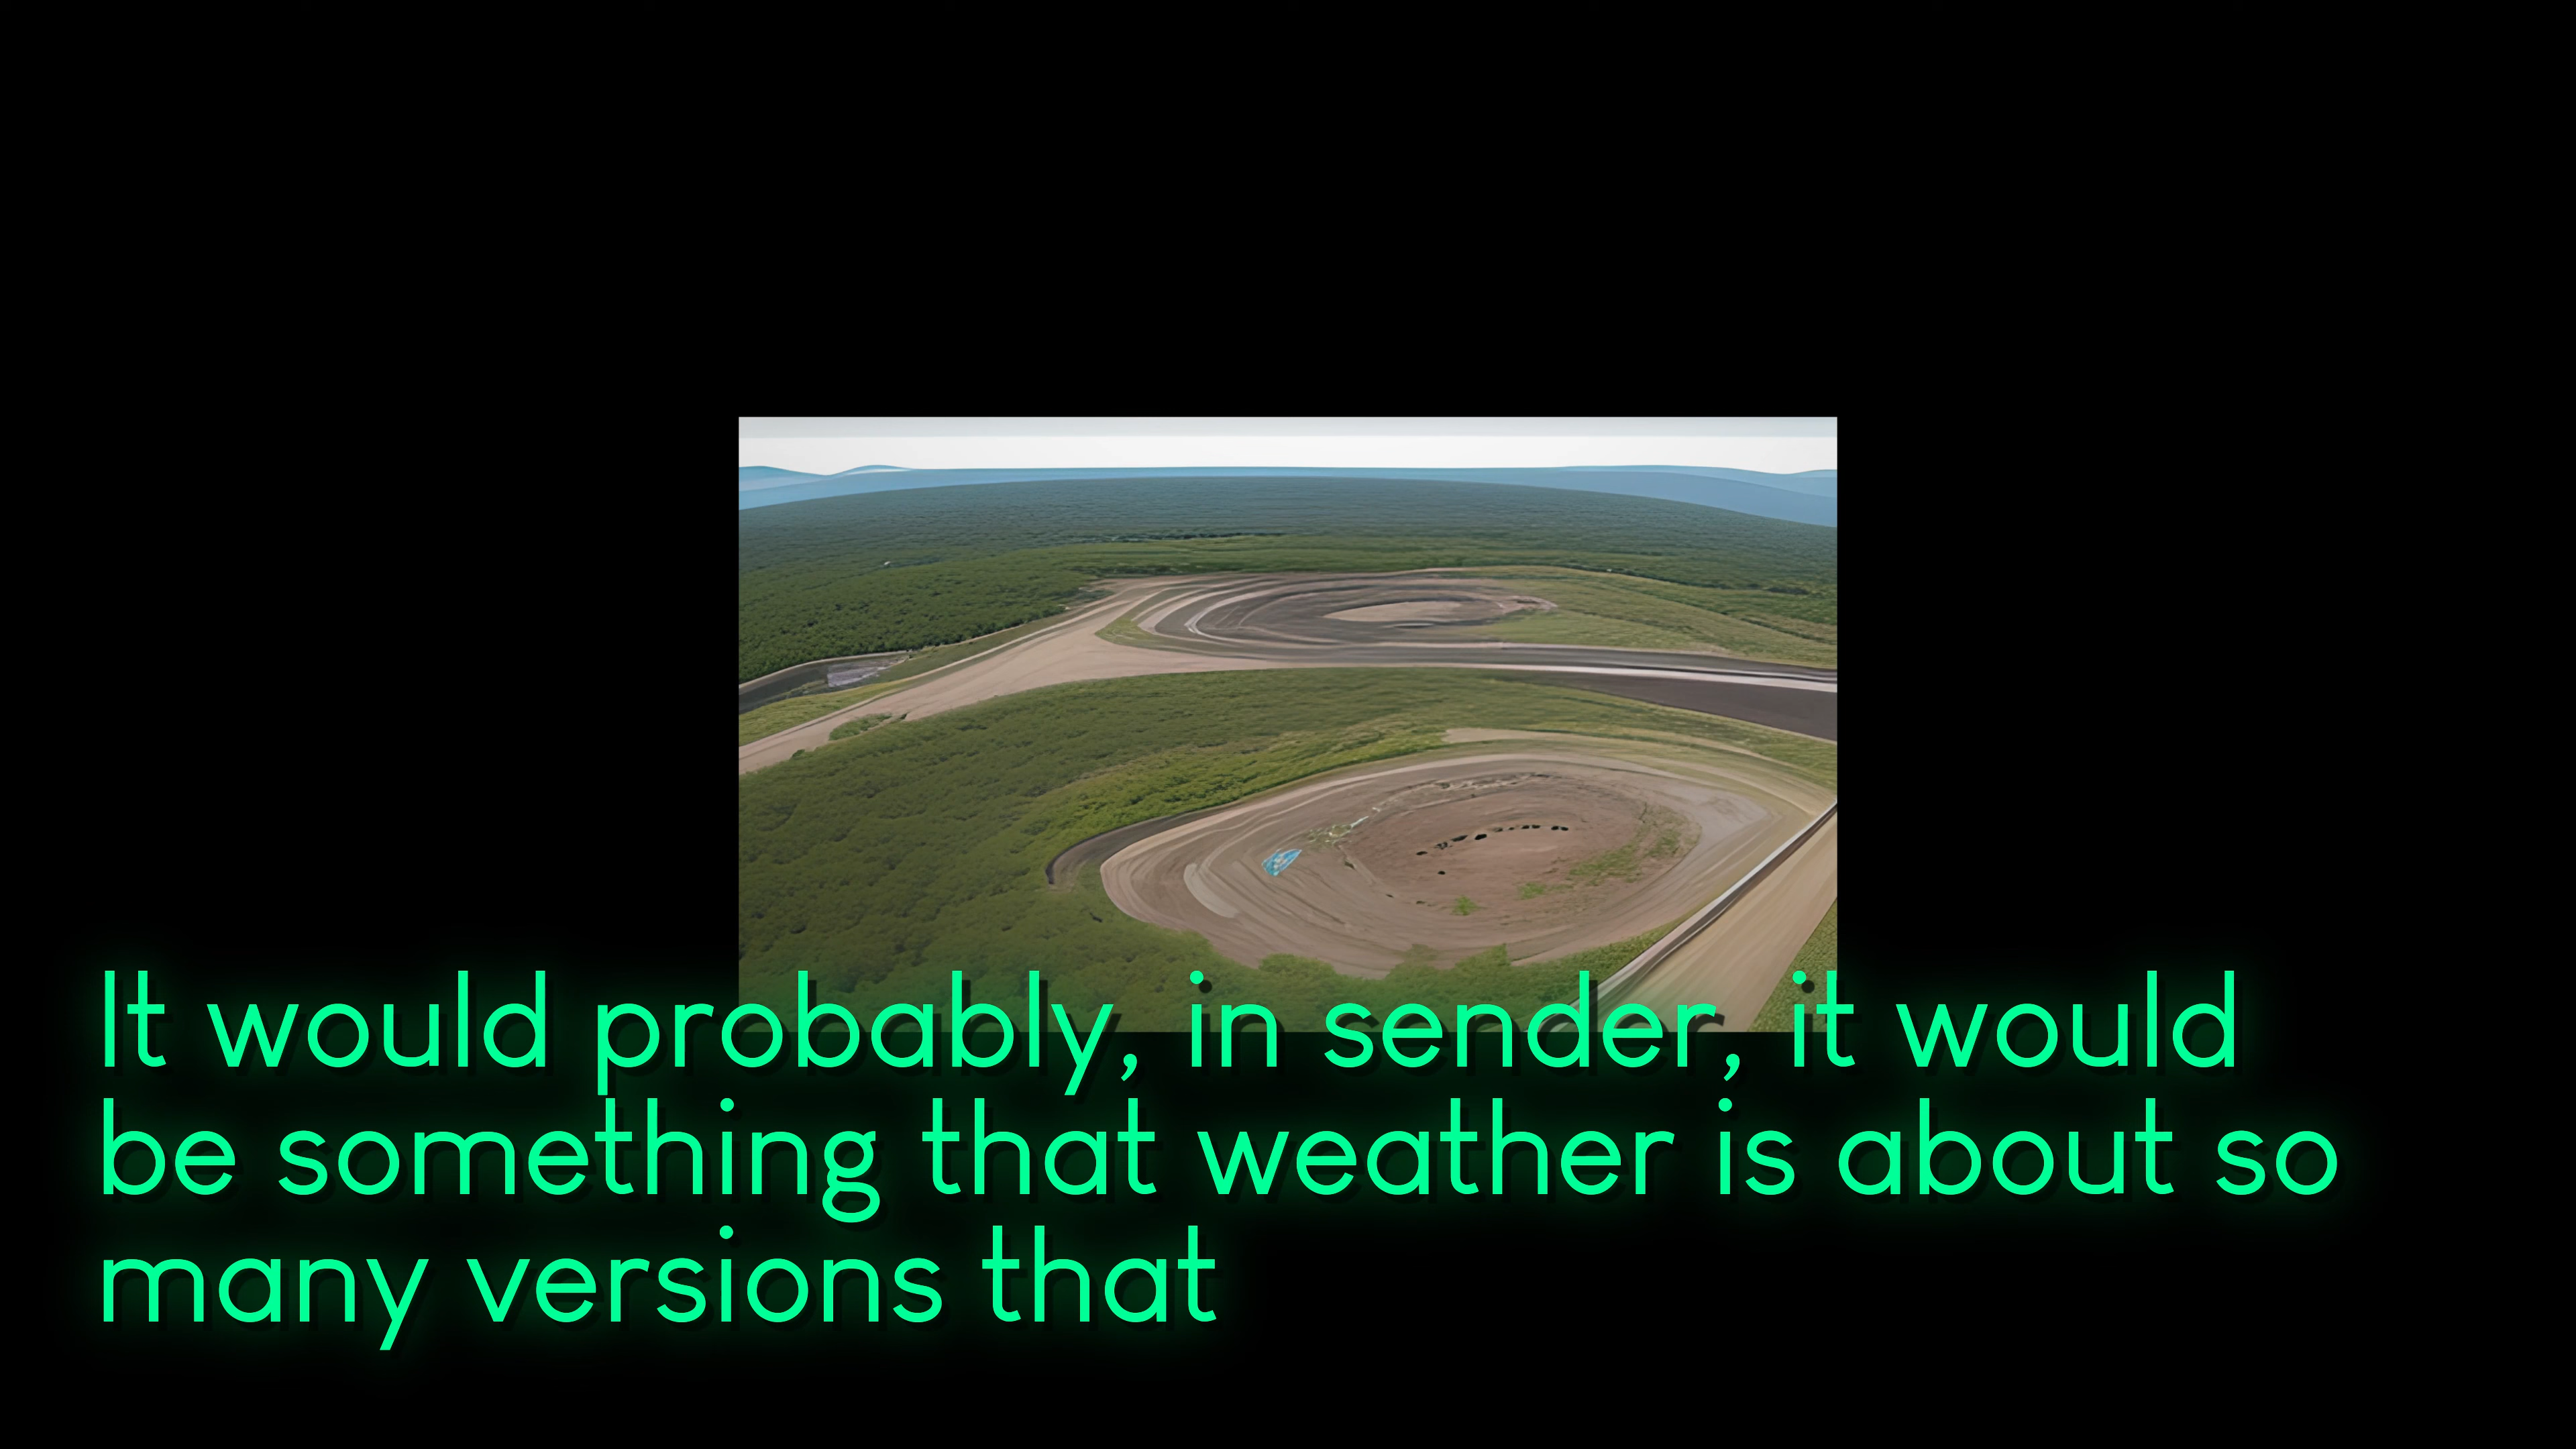 It would probably, in sender, it would
be something that weather is about so
many versions that